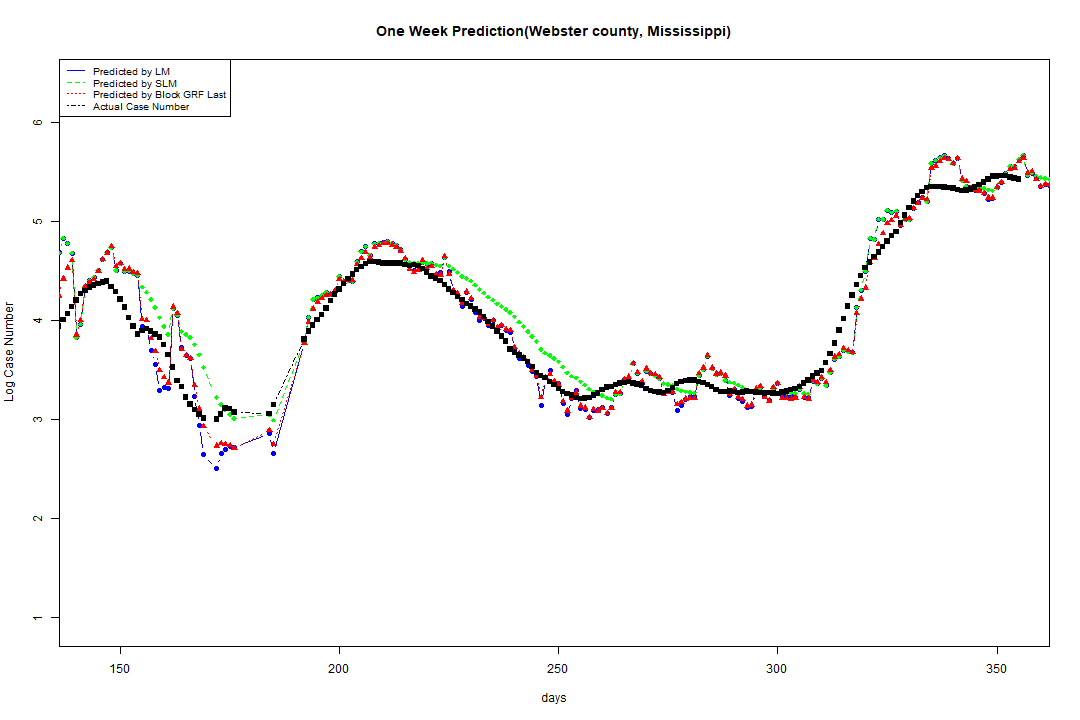 One Week Prediction(Webster county, Mississippi)
Predicted by LM
Predicted by SLM
Predicted by Block GRF Last
Actual Case Number
6
5
4
3
2
1
Log Case Number
150 200 250 300 350
days